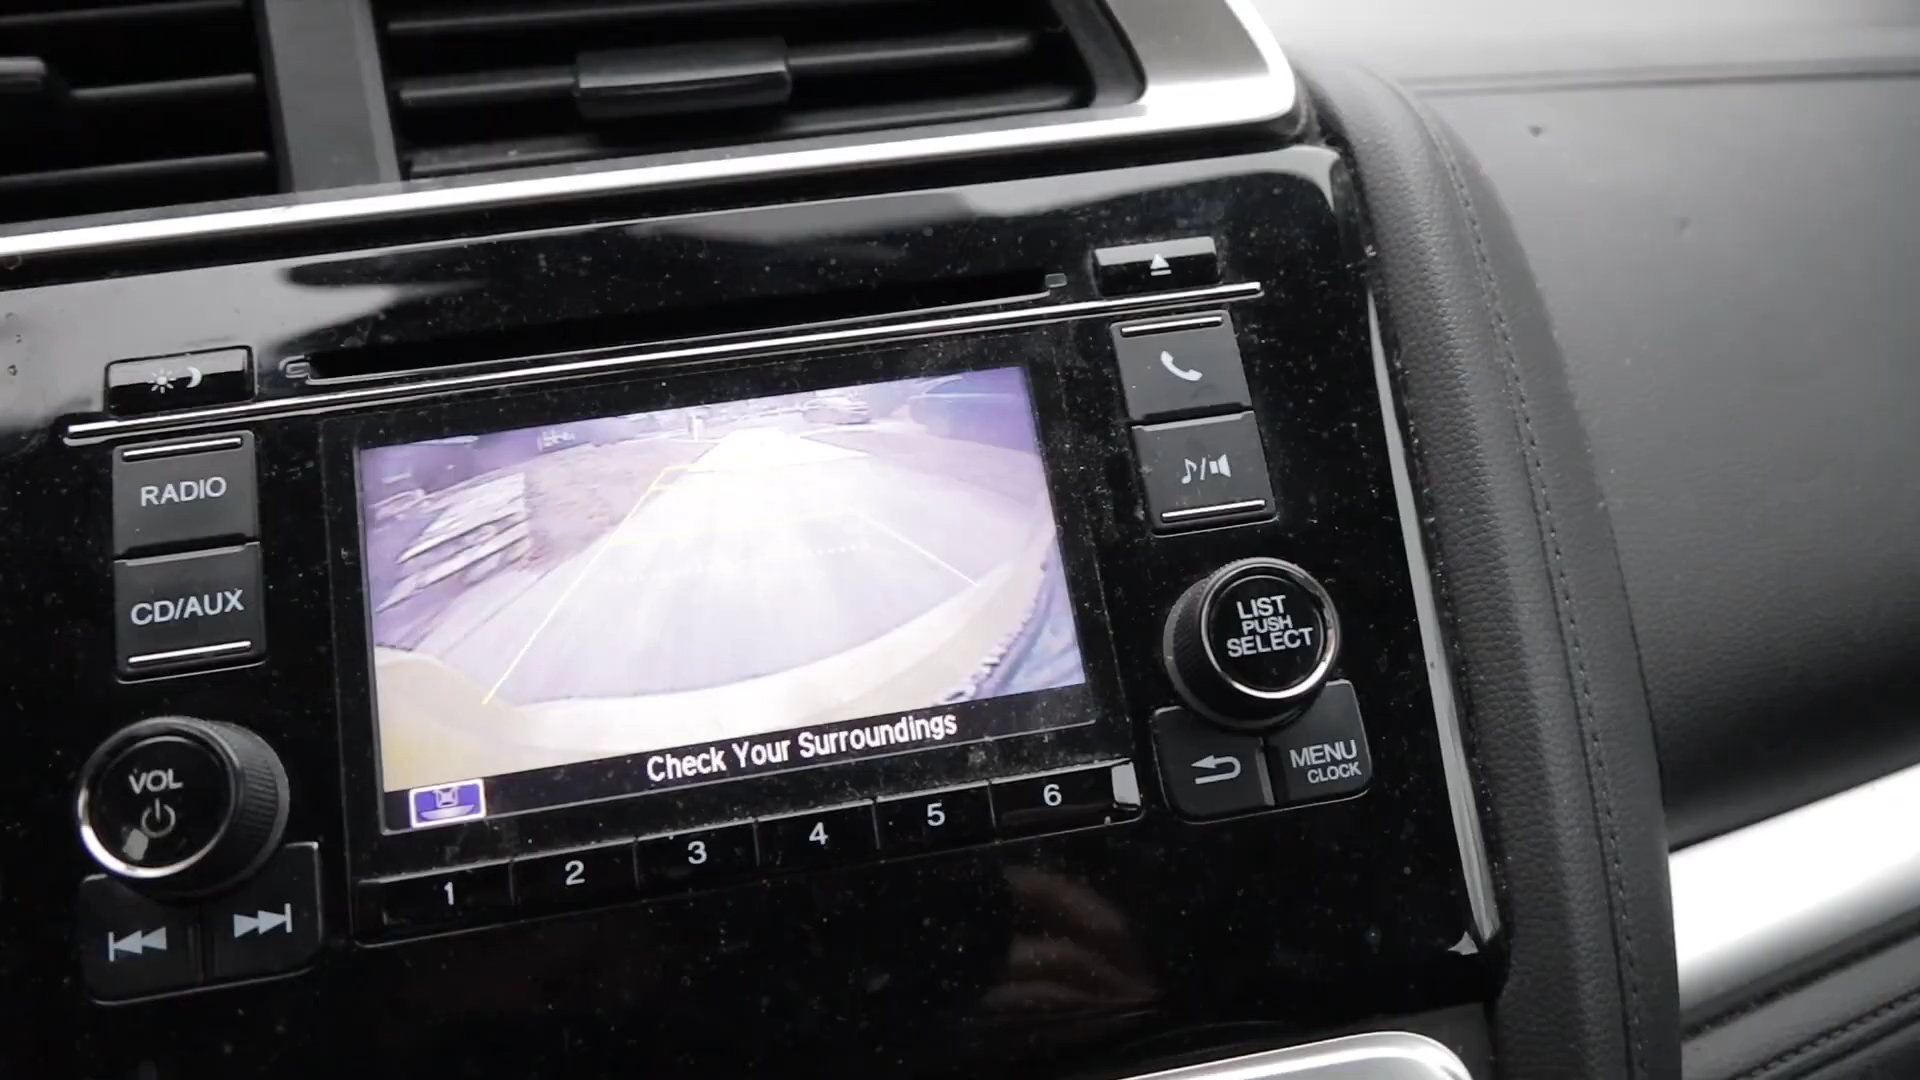 RADIO
CD/AUX
VOL
Check Your Surroundings
1 2 3 4 5 6
LIST
PUSH
SELECT
MENU
CLOCK